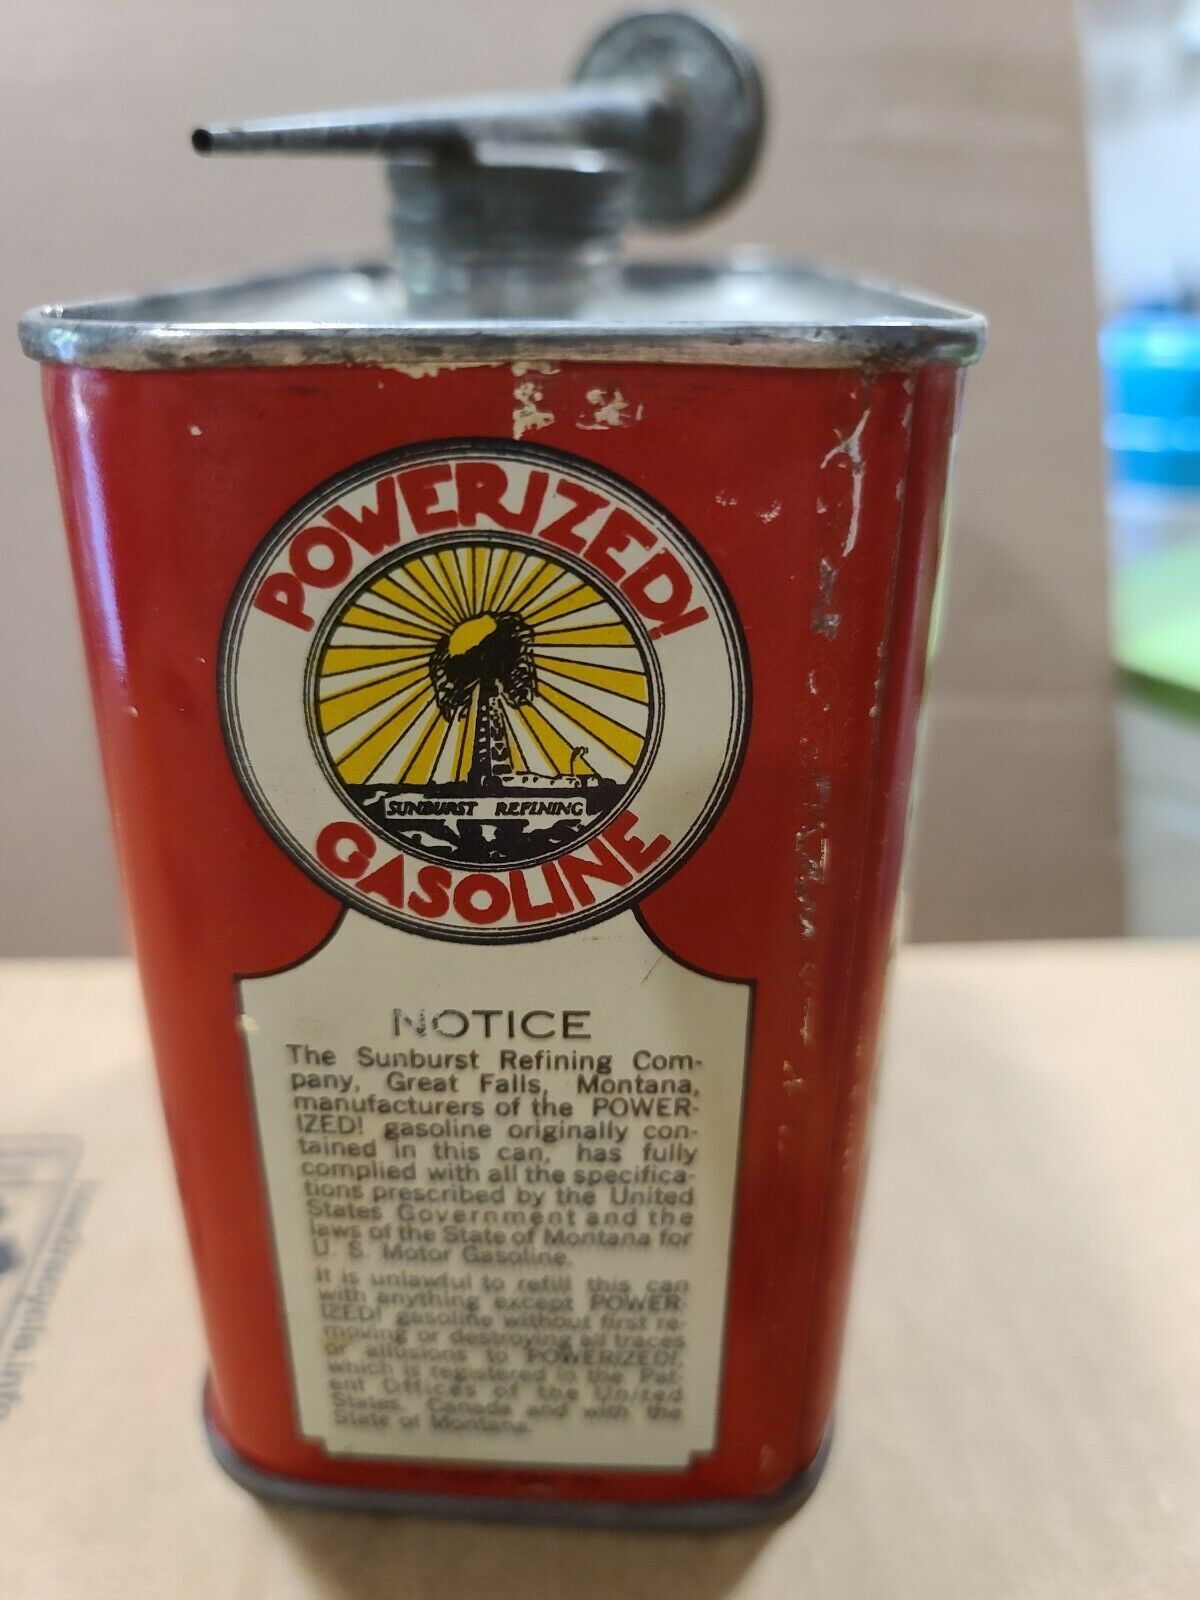 POWERIZED!
SUNBURST REFINING
GASOLINE
NOTICE
The Sunburst Refining Com-
pany, Great Falls, Montana,
manufacturers of the POWER-
IZED! gasoline originally con-
tained in this can, has fully
complied with all the specifica-
tions prescribed by the United
States Government and the
laws of the State of Montana for
U. S. Motor Gasoline.
It is unlawful to refill this can
with anything except POWER-
IZED! gasoline without first re-
moving or destroying all traces
or allusions to POWERIZED!,
which is registered in the Pat-
ent Offices of the United
States, Canada and with the
State of Montana.